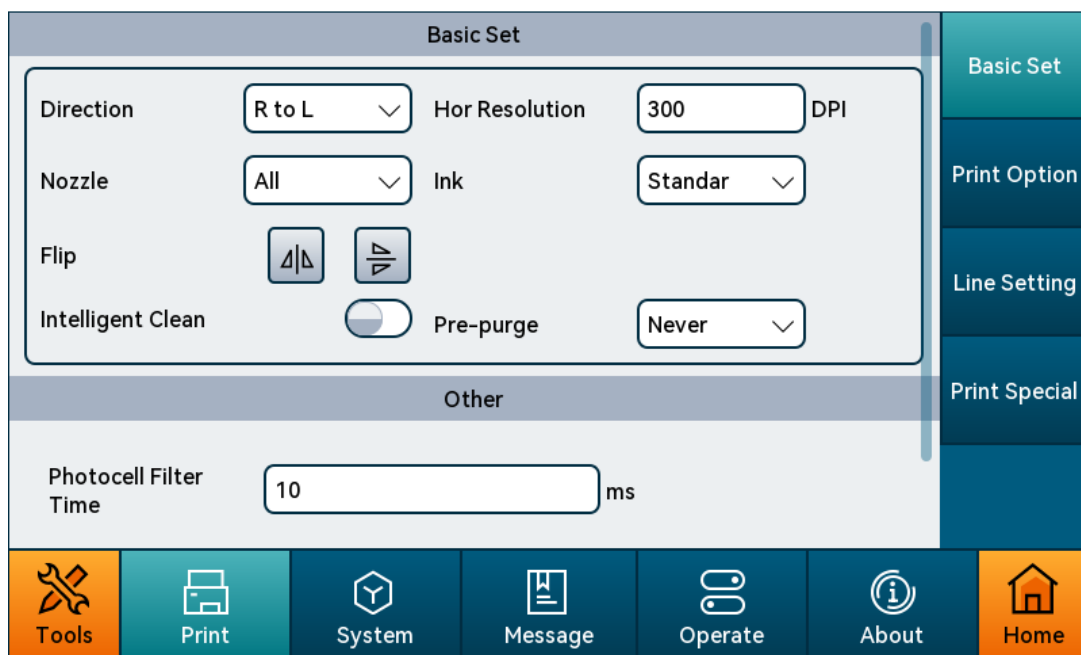 Basic Set
Direction
R to L
Hor Resolution
300
DPI
Nozzle
All
Ink
Standar
Flip
Intelligent Clean
Pre-purge
Never
Other
Photocell Filter
Time
10
ms
Basic Set
Print Option
Line Setting
Print Special
Tools
Print
System
Message
Operate
About
Home